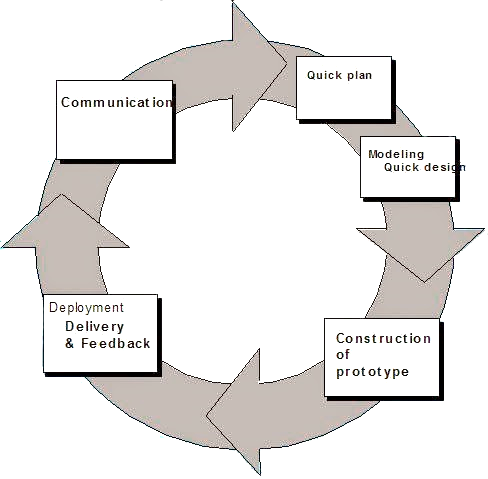 Communication
Quick plan
Modeling
Quick design
Construction
of
prototype
Deployment
Delivery
& Feedback